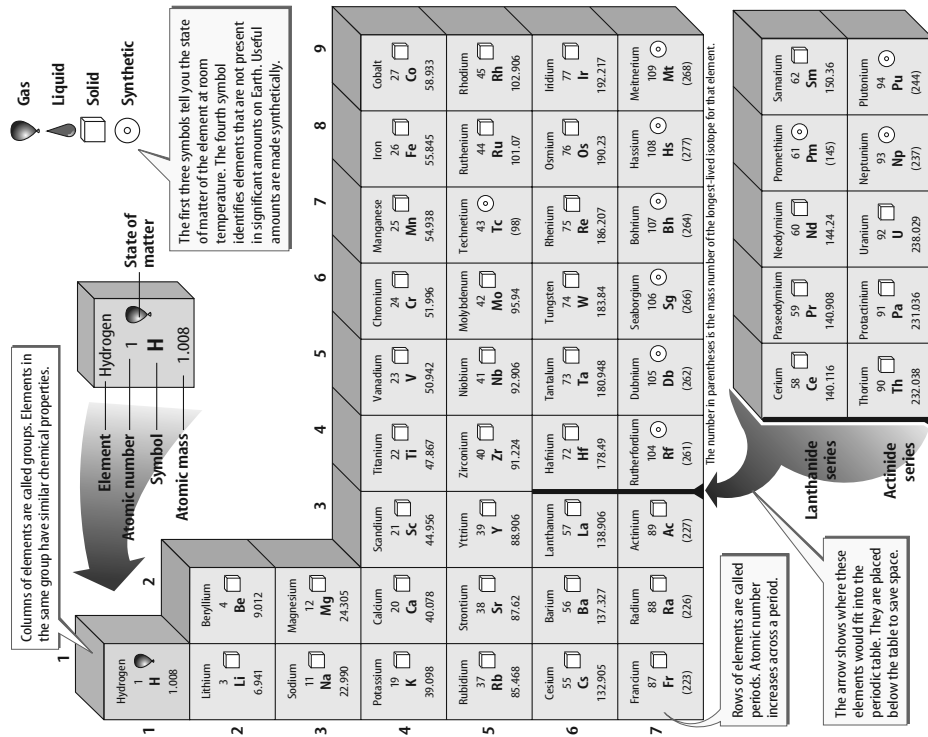 Gas
Liquid
Solid
Synthetic
The first three symbols tell you the state
of matter of the element at room
temperature. The fourth symbol
identifies elements that are not present
in significant amounts on Earth. Useful
amounts are made synthetically.
Columns of elements are called groups. Elements in
the same group have similar chemical properties.
Element
Atomic number
Symbol
Atomic mass
Hydrogen
1
H
1.008
State of
matter
1
2
3
4
5
6
7
8
9
1
Hydrogen
1
H
1.008
2
Lithium
3
Li
6.941
Beryllium
4
Be
9.012
3
Sodium
11
Na
22.990
Magnesium
12
Mg
24.305
4
Potassium
19
K
39.098
Calcium
20
Ca
40.078
Scandium
21
Sc
44.956
Titanium
22
Ti
47.867
Vanadium
23
V
50.942
Chromium
24
Cr
51.996
Manganese
25
Mn
54.938
Iron
26
Fe
55.845
Cobalt
27
Co
58.933
5
Rubidium
37
Rb
85.468
Strontium
38
Sr
87.62
Yttrium
39
Y
88.906
Zirconium
40
Zr
91.224
Niobium
41
Nb
92.906
Molybdenum
42
Mo
95.94
Technetium
43
Tc
(98)
Ruthenium
44
Ru
101.07
Rhodium
45
Rh
102.906
6
Cesium
55
Cs
132.905
Barium
56
Ba
137.327
Lanthanum
57
La
138.906
Hafnium
72
Hf
178.49
Tantalum
73
Ta
180.948
Tungsten
74
W
183.84
Rhenium
75
Re
186.207
Osmium
76
Os
190.23
Iridium
77
Ir
192.217
7
Francium
87
Fr
(223)
Radium
88
Ra
(226)
Actinium
89
Ac
(227)
Rutherfordium
104
Rf
(261)
Dubnium
105
Db
(262)
Seaborgium
106
Sg
(266)
Bohrium
107
Bh
(264)
Hassium
108
Hs
(277)
Meitnerium
109
Mt
(268)
The number in parentheses is the mass number of the longest-lived isotope for that element.
Rows of elements are called
periods. Atomic number
increases across a period.
Lanthanide
series
Cerium
58
Ce
140.116
Praseodymium
59
Pr
140.908
Neodymium
60
Nd
144.24
Promethium
61
Pm
(145)
Samarium
62
Sm
150.36
Actinide
series
Thorium
90
Th
232.038
Protactinium
91
Pa
231.036
Uranium
92
U
238.029
Neptunium
93
Np
(237)
Plutonium
94
Pu
(244)
The arrow shows where these
elements would fit into the
periodic table. They are placed
below the table to save space.